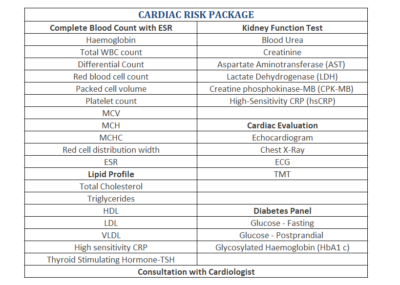 CARDIAC RISK PACKAGE
Complete Blood Count with ESR Kidney Function Test
Haemoglobin Blood Urea
Total WBC count Creatinine
Differential Count Aspartate Aminotransferase (AST)
Red blood cell count Lactate Dehydrogenase (LDH)
Packed cell volume Creatine phosphokinase-MB (CPK-MB)
Platelet count High-Sensitivity CRP (hsCRP)
MCV
MCH Cardiac Evaluation
MCHC Echocardiogram
Red cell distribution width Chest X-Ray
ESR ECG
Lipid Profile TMT
Total Cholesterol
Triglycerides
HDL Diabetes Panel
LDL Glucose - Fasting
VLDL Glucose - Postprandial
High sensitivity CRP Glycosylated Haemoglobin (HbA1 c)
Thyroid Stimulating Hormone-TSH
Consultation with Cardiologist